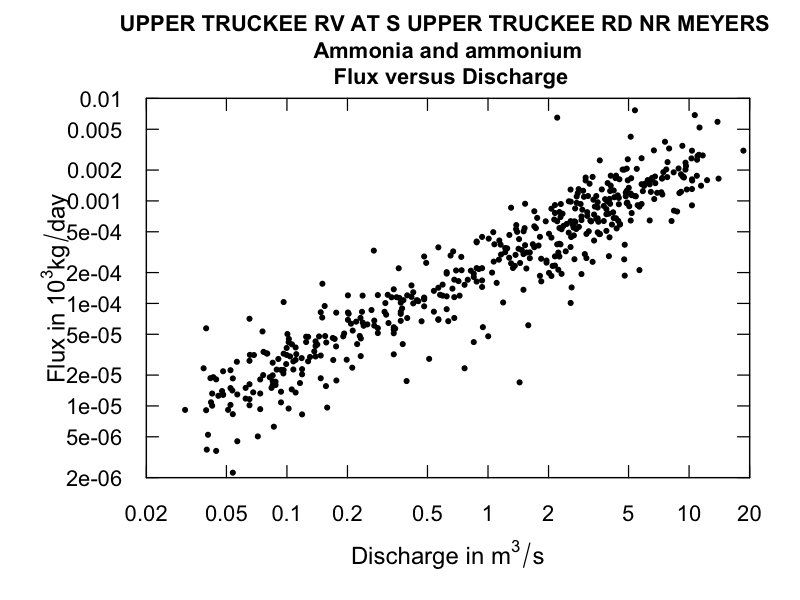 UPPER TRUCKEE RV AT S UPPER TRUCKEE RD NR MEYERS
Ammonia and ammonium
Flux versus Discharge
Flux in 10³kg/day
0.01
0.005
0.002
0.001
5e-04
2e-04
1e-04
5e-05
2e-05
1e-05
5e-06
2e-06
0.02 0.05 0.1 0.2 0.5 1 2 5 10 20
Discharge in m³/s